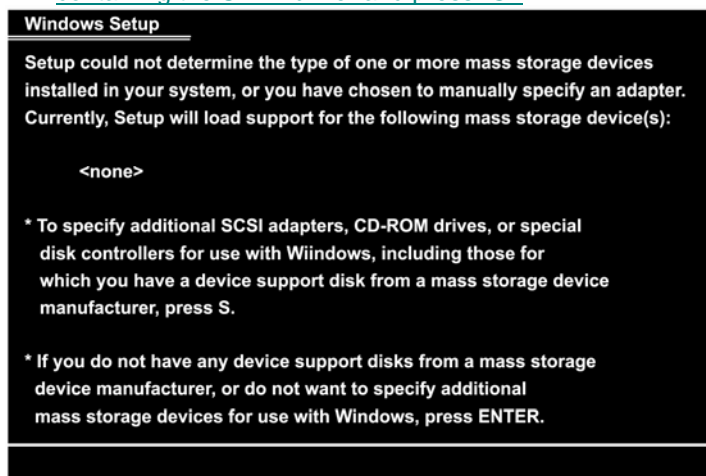 Windows Setup
Setup could not determine the type of one or more mass storage devices
installed in your system, or you have chosen to manually specify an adapter.
Currently, Setup will load support for the following mass storage device(s):
<none>
* To specify additional SCSI adapters, CD-ROM drives, or special
disk controllers for use with Wiindows, including those for
which you have a device support disk from a mass storage device
manufacturer, press S.
* If you do not have any device support disks from a mass storage
device manufacturer, or do not want to specify additional
mass storage devices for use with Windows, press ENTER.